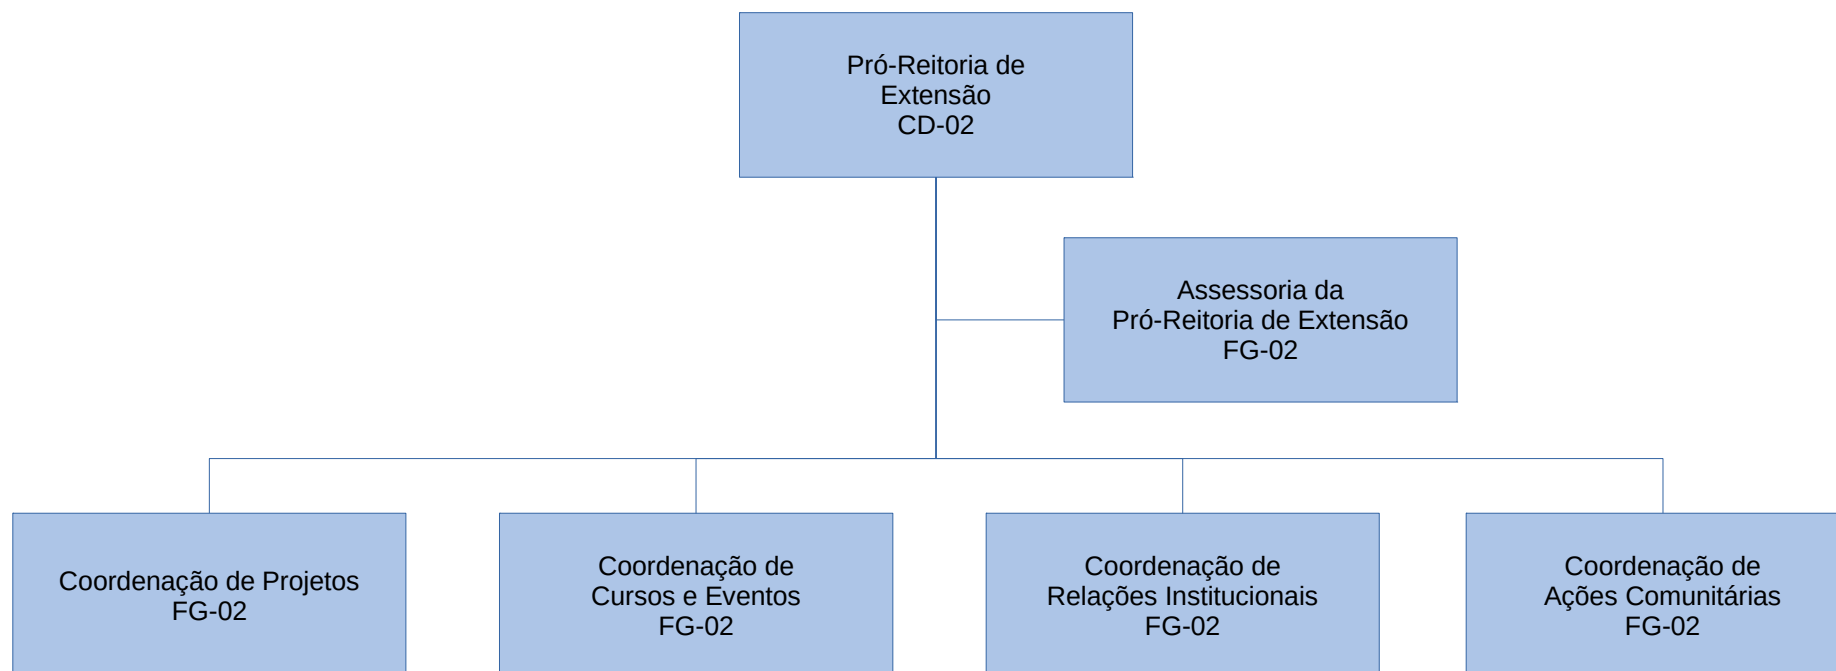 Pró-Reitoria de
Extensão
CD-02
Assessoria da
Pró-Reitoria de Extensão
FG-02
Coordenação de Projetos
FG-02
Coordenação de
Cursos e Eventos
FG-02
Coordenação de
Relações Institucionais
FG-02
Coordenação de
Ações Comunitárias
FG-02